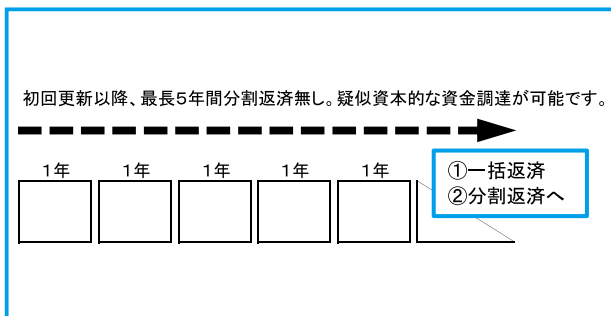 初回更新以降、最長5年間分割返済無し。疑似資本的な資金調達が可能です。
1年 1年 1年 1年 1年
①一括返済
②分割返済へ